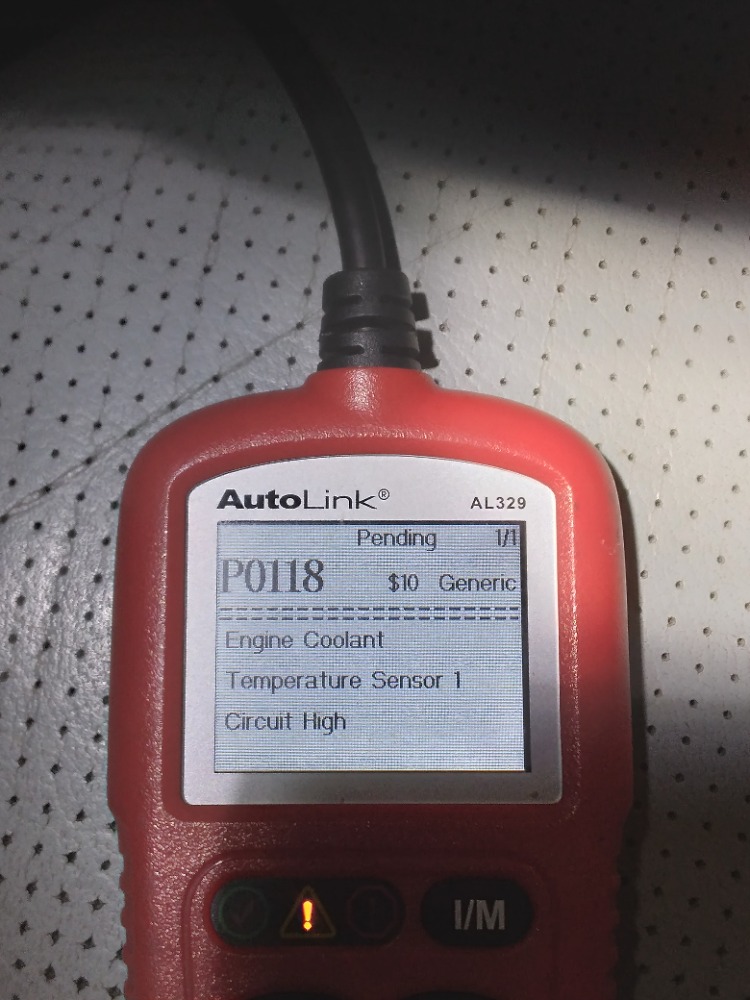 AutoLink® AL329
Pending 1/1
P0118 $10 Generic
Engine Coolant
Temperature Sensor 1
Circuit High
I/M